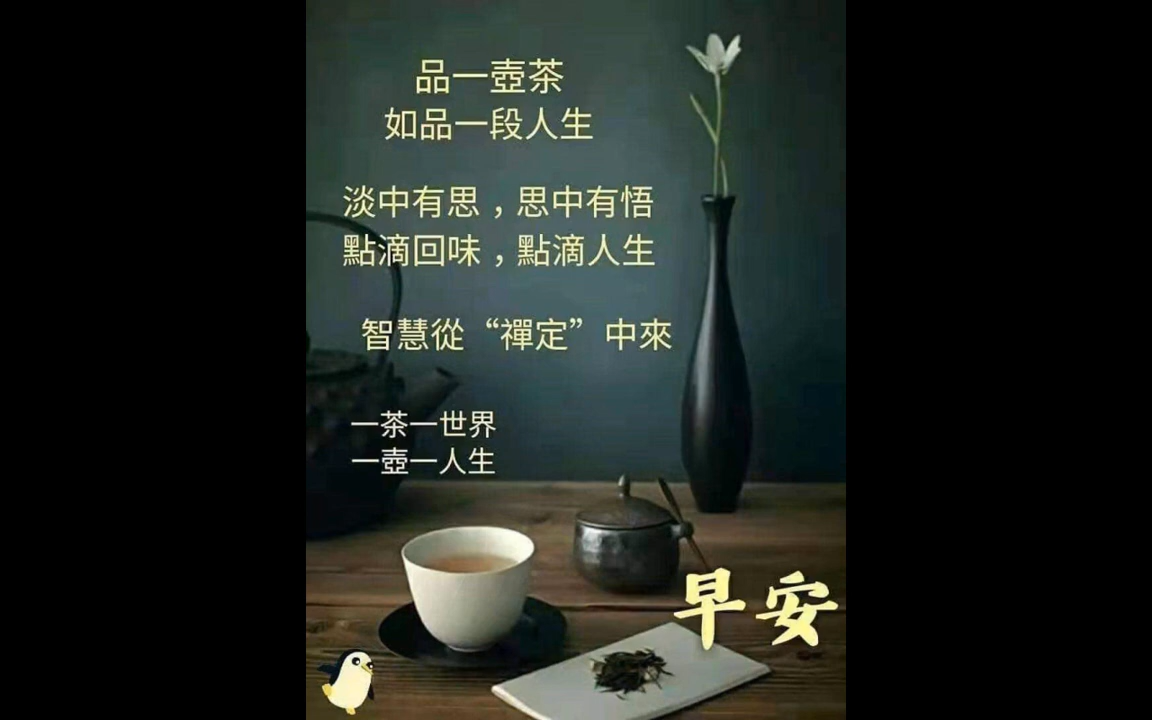 品一壺茶
如品一段人生
淡中有思，思中有悟
點滴回味，點滴人生
智慧從“禪定”中來
一茶一世界
一壺一人生
早安